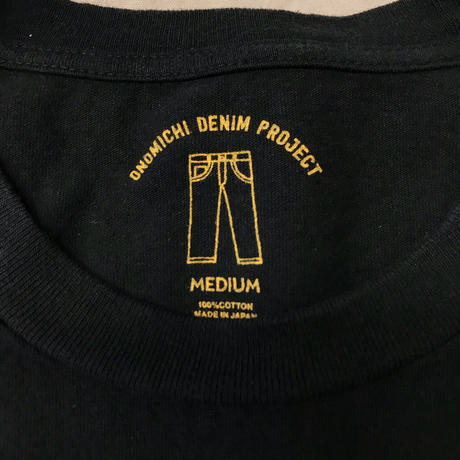 ONOMICHI DENIM PROJECT
MEDIUM
100%COTTON
MADE IN JAPAN